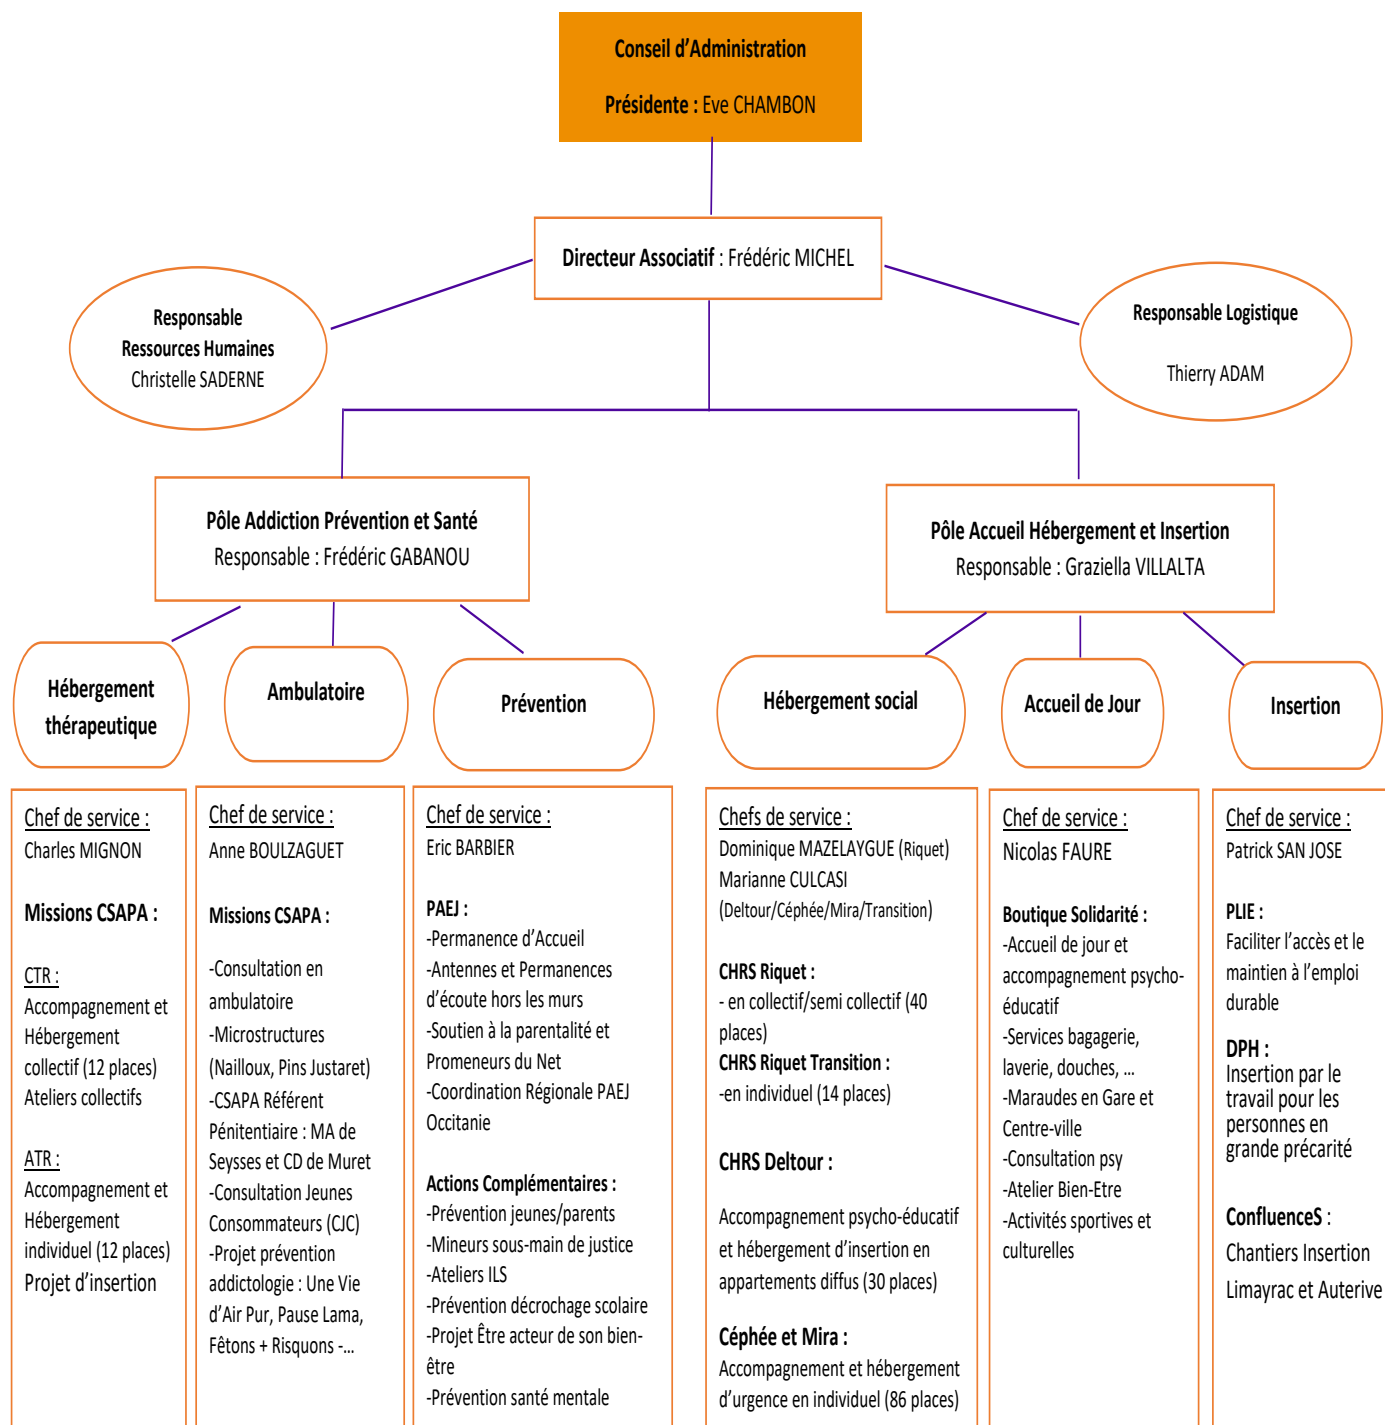 Conseil d’Administration
Présidente : Eve CHAMBON
Directeur Associatif : Frédéric MICHEL
Responsable
Ressources Humaines
Christelle SADERNE
Responsable Logistique
Thierry ADAM
Pôle Addiction Prévention et Santé
Responsable : Frédéric GABANOU
Pôle Accueil Hébergement et Insertion
Responsable : Graziella VILLALTA
Hébergement
thérapeutique
Ambulatoire
Prévention
Hébergement social
Accueil de Jour
Insertion
Chef de service :
Charles MIGNON
Missions CSAPA :
CTR :
Accompagnement et
Hébergement
collectif (12 places)
Ateliers collectifs
ATR :
Accompagnement et
Hébergement
individuel (12 places)
Projet d’insertion
Chef de service :
Anne BOULZAGUET
Missions CSAPA :
-Consultation en
ambulatoire
-Microstructures
(Nailloux, Pins Justaret)
-CSAPA Référent
Pénitentiaire : MA de
Seysses et CD de Muret
-Consultation Jeunes
Consommateurs (CJC)
-Projet prévention
addictologie : Une Vie
d’Air Pur, Pause Lama,
Fêtons + Risquons -…
Chef de service :
Eric BARBIER
PAEJ :
-Permanence d’Accueil
-Antennes et Permanences
d’écoute hors les murs
-Soutien à la parentalité et
Promeneurs du Net
-Coordination Régionale PAEJ
Occitanie
Actions Complémentaires :
-Prévention jeunes/parents
-Mineurs sous-main de justice
-Ateliers ILS
-Prévention décrochage scolaire
-Projet Être acteur de son bien-
être
-Prévention santé mentale
Chefs de service :
Dominique MAZELAYGUE (Riquet)
Marianne CULCASI
(Deltour/Céphée/Mira/Transition)
CHRS Riquet :
- en collectif/semi collectif (40
places)
CHRS Riquet Transition :
-en individuel (14 places)
CHRS Deltour :
Accompagnement psycho-éducatif
et hébergement d’insertion en
appartements diffus (30 places)
Céphée et Mira :
Accompagnement et hébergement
d’urgence en individuel (86 places)
Chef de service :
Nicolas FAURE
Boutique Solidarité :
-Accueil de jour et
accompagnement psycho-
éducatif
-Services bagagerie,
laverie, douches, …
-Maraudes en Gare et
Centre-ville
-Consultation psy
-Atelier Bien-Etre
-Activités sportives et
culturelles
Chef de service :
Patrick SAN JOSE
PLIE :
Faciliter l’accès et le
maintien à l’emploi
durable
DPH :
Insertion par le
travail pour les
personnes en
grande précarité
ConfluenceS :
Chantiers Insertion
Limayrac et Auterive